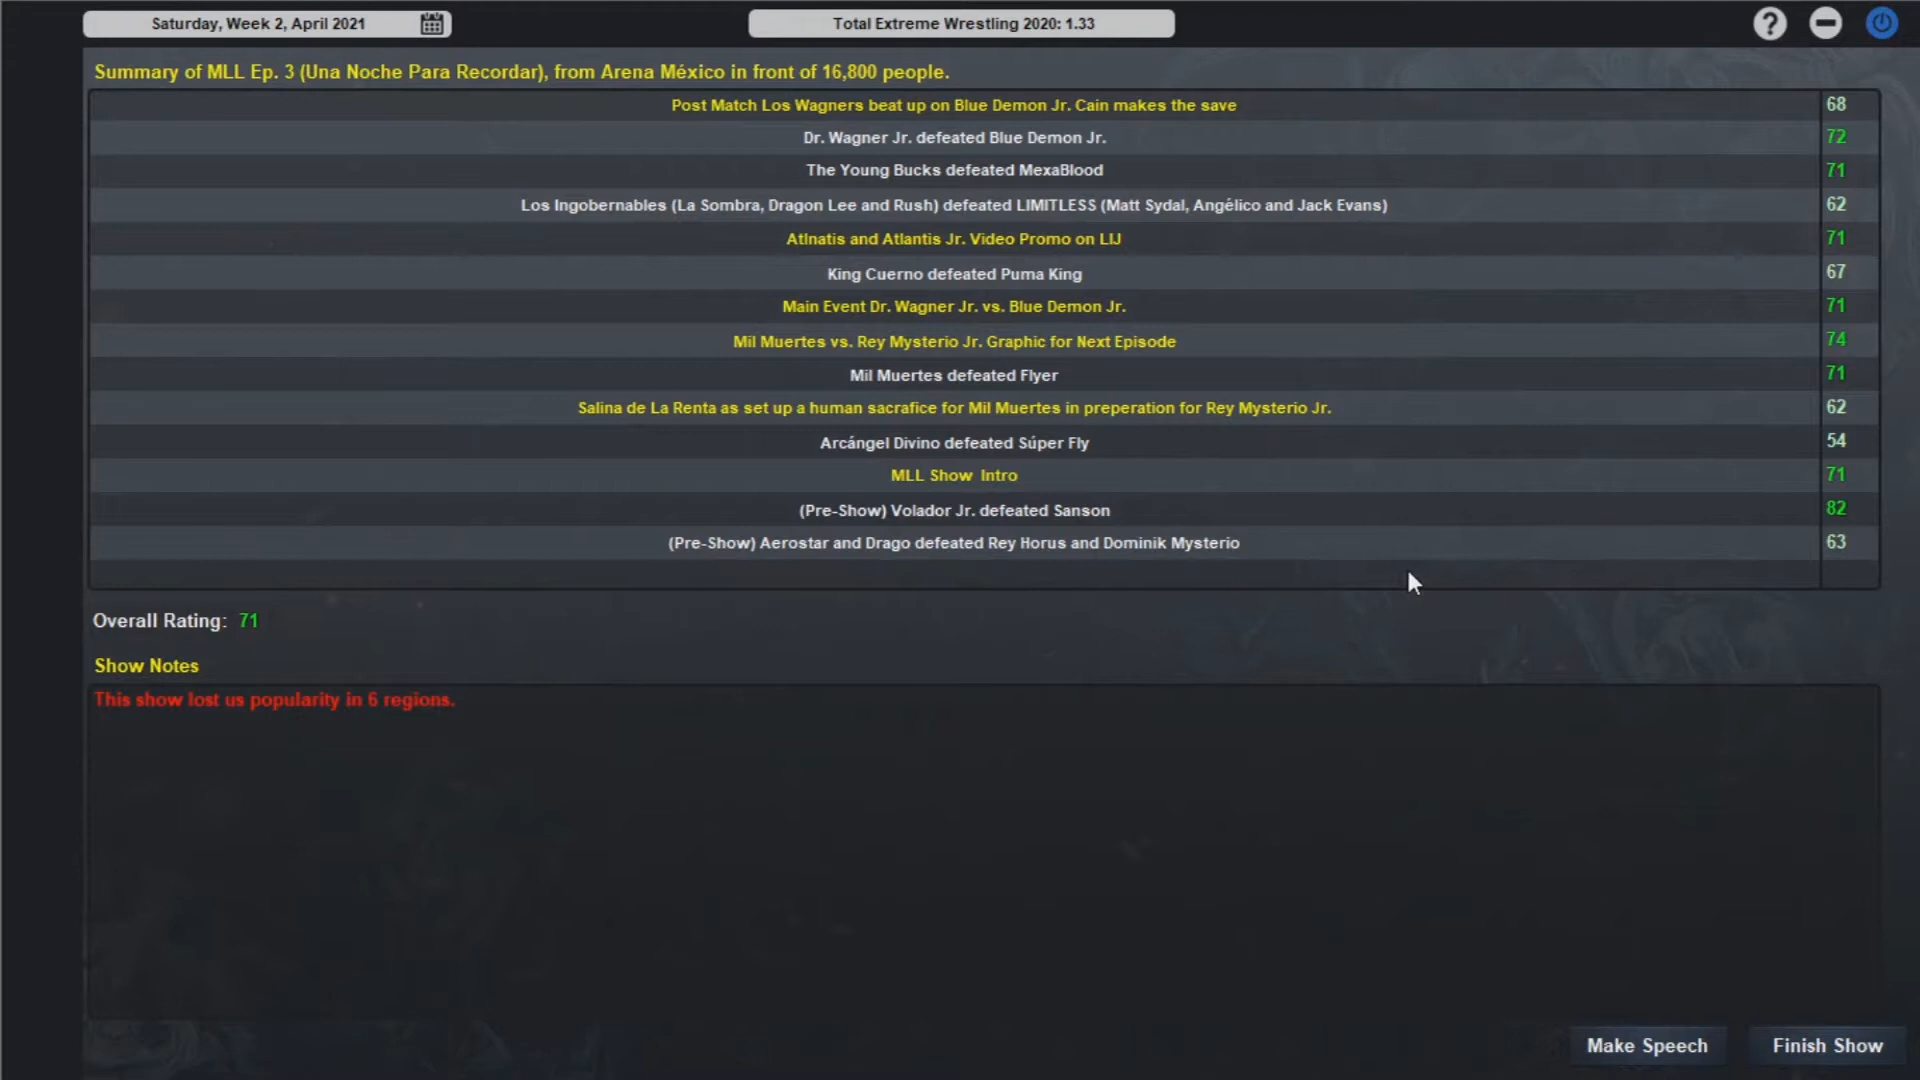 Saturday, Week 2, April 2021
Total Extreme Wrestling 2020: 1.33
?
Summary of MLL Ep. 3 (Una Noche Para Recordar), from Arena México in front of 16,800 people.
Post Match Los Wagners beat up on Blue Demon Jr. Cain makes the save 68
Dr. Wagner Jr. defeated Blue Demon Jr. 72
The Young Bucks defeated MexaBlood 71
Los Ingobernables (La Sombra, Dragon Lee and Rush) defeated LIMITLESS (Matt Sydal, Angélico and Jack Evans) 62
Atlnatis and Atlantis Jr. Video Promo on LIJ 71
King Cuerno defeated Puma King 67
Main Event Dr. Wagner Jr. vs. Blue Demon Jr. 71
Mil Muertes vs. Rey Mysterio Jr. Graphic for Next Episode 74
Mil Muertes defeated Flyer 71
Salina de La Renta as set up a human sacrafice for Mil Muertes in preperation for Rey Mysterio Jr. 62
Arcángel Divino defeated Súper Fly 54
MLL Show Intro 71
(Pre-Show) Volador Jr. defeated Sanson 82
(Pre-Show) Aerostar and Drago defeated Rey Horus and Dominik Mysterio 63
Overall Rating: 71
Show Notes
This show lost us popularity in 6 regions.
Make Speech
Finish Show